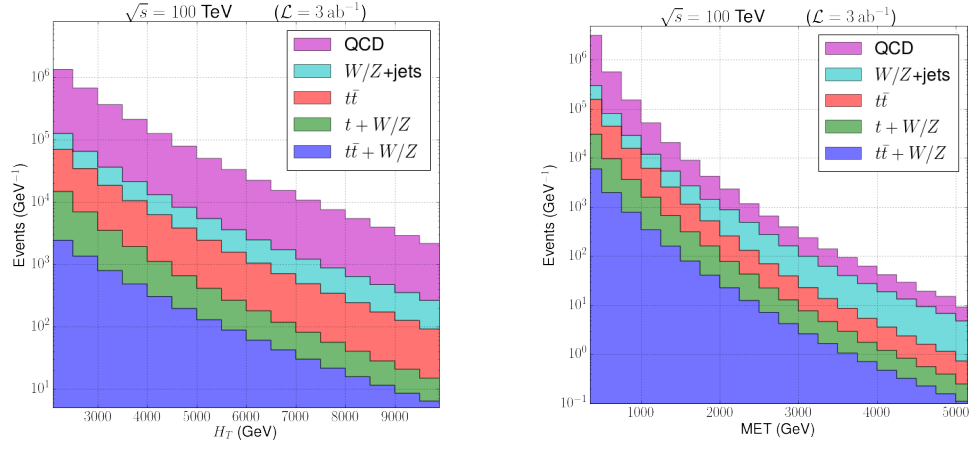 √s = 100 TeV (ℒ = 3 ab⁻¹)
QCD
W/Z+jets
tt̄
t + W/Z
tt̄ + W/Z
Events (GeV⁻¹)
10⁶
10⁵
10⁴
10³
10²
10¹
3000 4000 5000 6000 7000 8000 9000
H_T (GeV)
√s = 100 TeV (ℒ = 3 ab⁻¹)
QCD
W/Z+jets
tt̄
t + W/Z
tt̄ + W/Z
Events (GeV⁻¹)
10⁶
10⁵
10⁴
10³
10²
10¹
10⁰
10⁻¹
1000 2000 3000 4000 5000
MET (GeV)